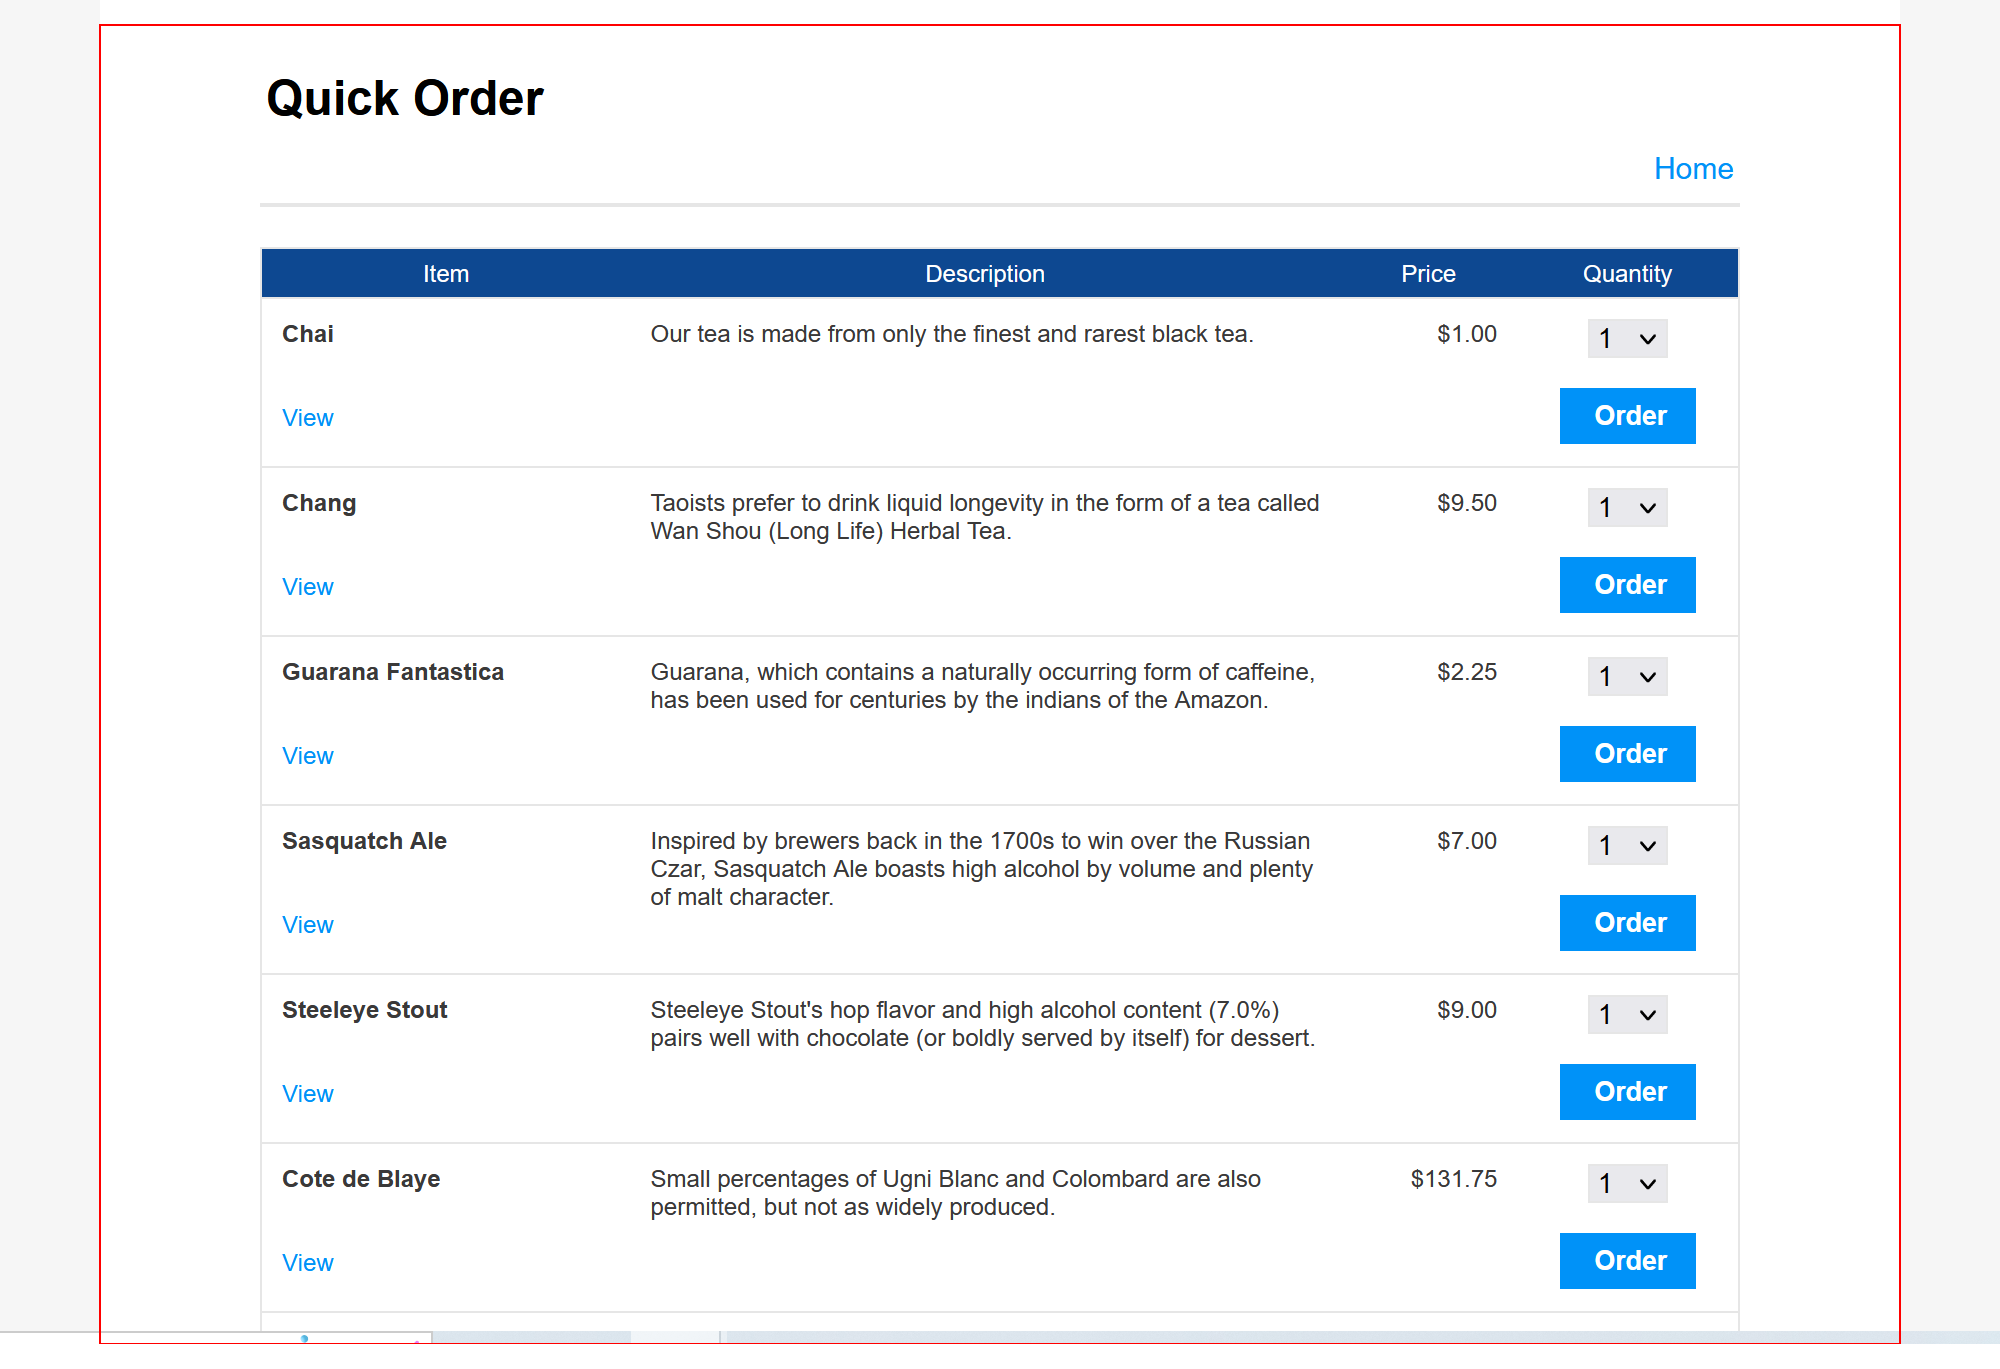 Quick Order
Home
Item Description Price Quantity
Chai Our tea is made from only the finest and rarest black tea. $1.00 1
View Order
Chang Taoists prefer to drink liquid longevity in the form of a tea called $9.50 1
Wan Shou (Long Life) Herbal Tea.
View Order
Guarana Fantastica Guarana, which contains a naturally occurring form of caffeine, $2.25 1
has been used for centuries by the indians of the Amazon.
View Order
Sasquatch Ale Inspired by brewers back in the 1700s to win over the Russian $7.00 1
Czar, Sasquatch Ale boasts high alcohol by volume and plenty
of malt character.
View Order
Steeleye Stout Steeleye Stout's hop flavor and high alcohol content (7.0%) $9.00 1
pairs well with chocolate (or boldly served by itself) for dessert.
View Order
Cote de Blaye Small percentages of Ugni Blanc and Colombard are also $131.75 1
permitted, but not as widely produced.
View Order